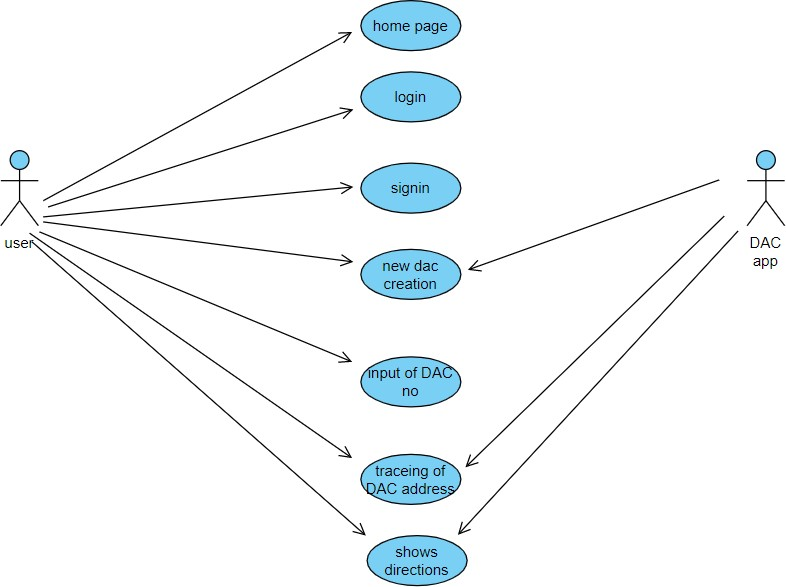 home page
login
signin
user
DAC
app
new dac
creation
input of DAC
no
traceing of
DAC address
shows
directions